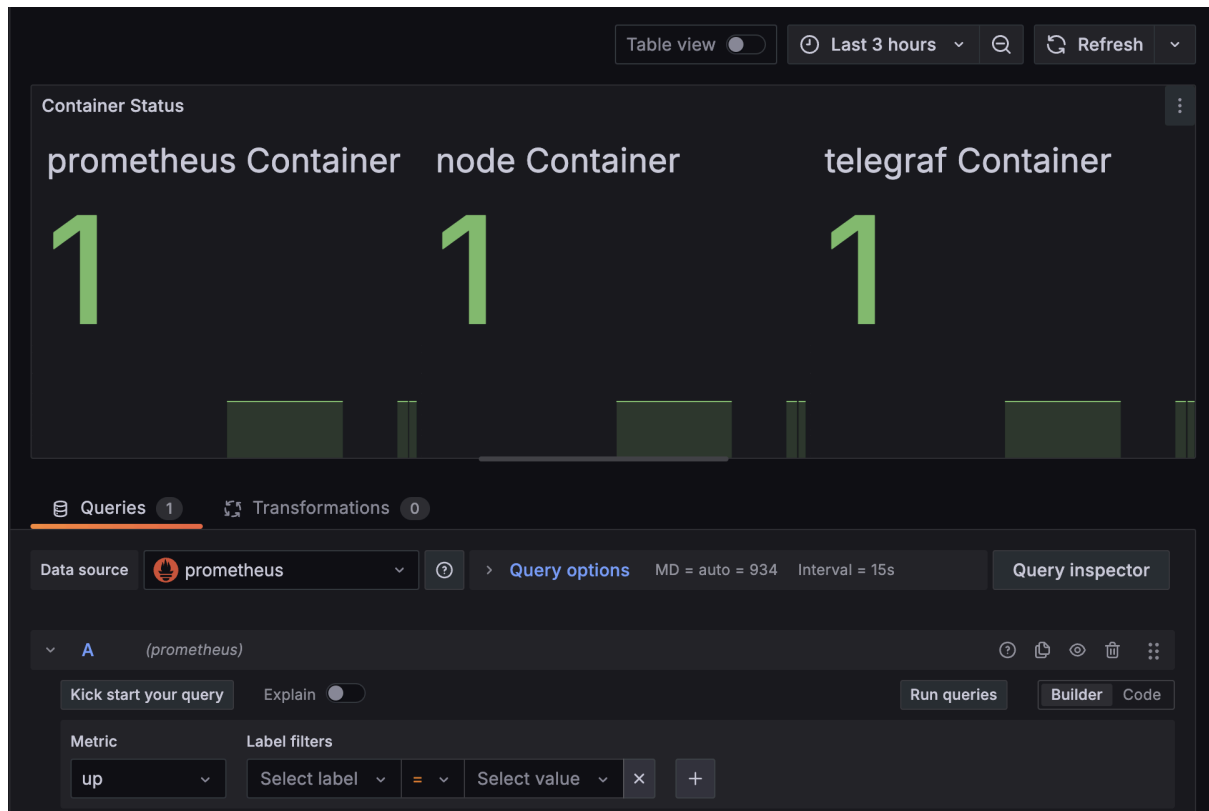 Table view Last 3 hours Refresh
Container Status
prometheus Container node Container telegraf Container
1 1 1
Queries 1 Transformations 0
Data source prometheus Query options MD = auto = 934 Interval = 15s Query inspector
A (prometheus)
Kick start your query Explain Run queries Builder Code
Metric Label filters
up Select label = Select value